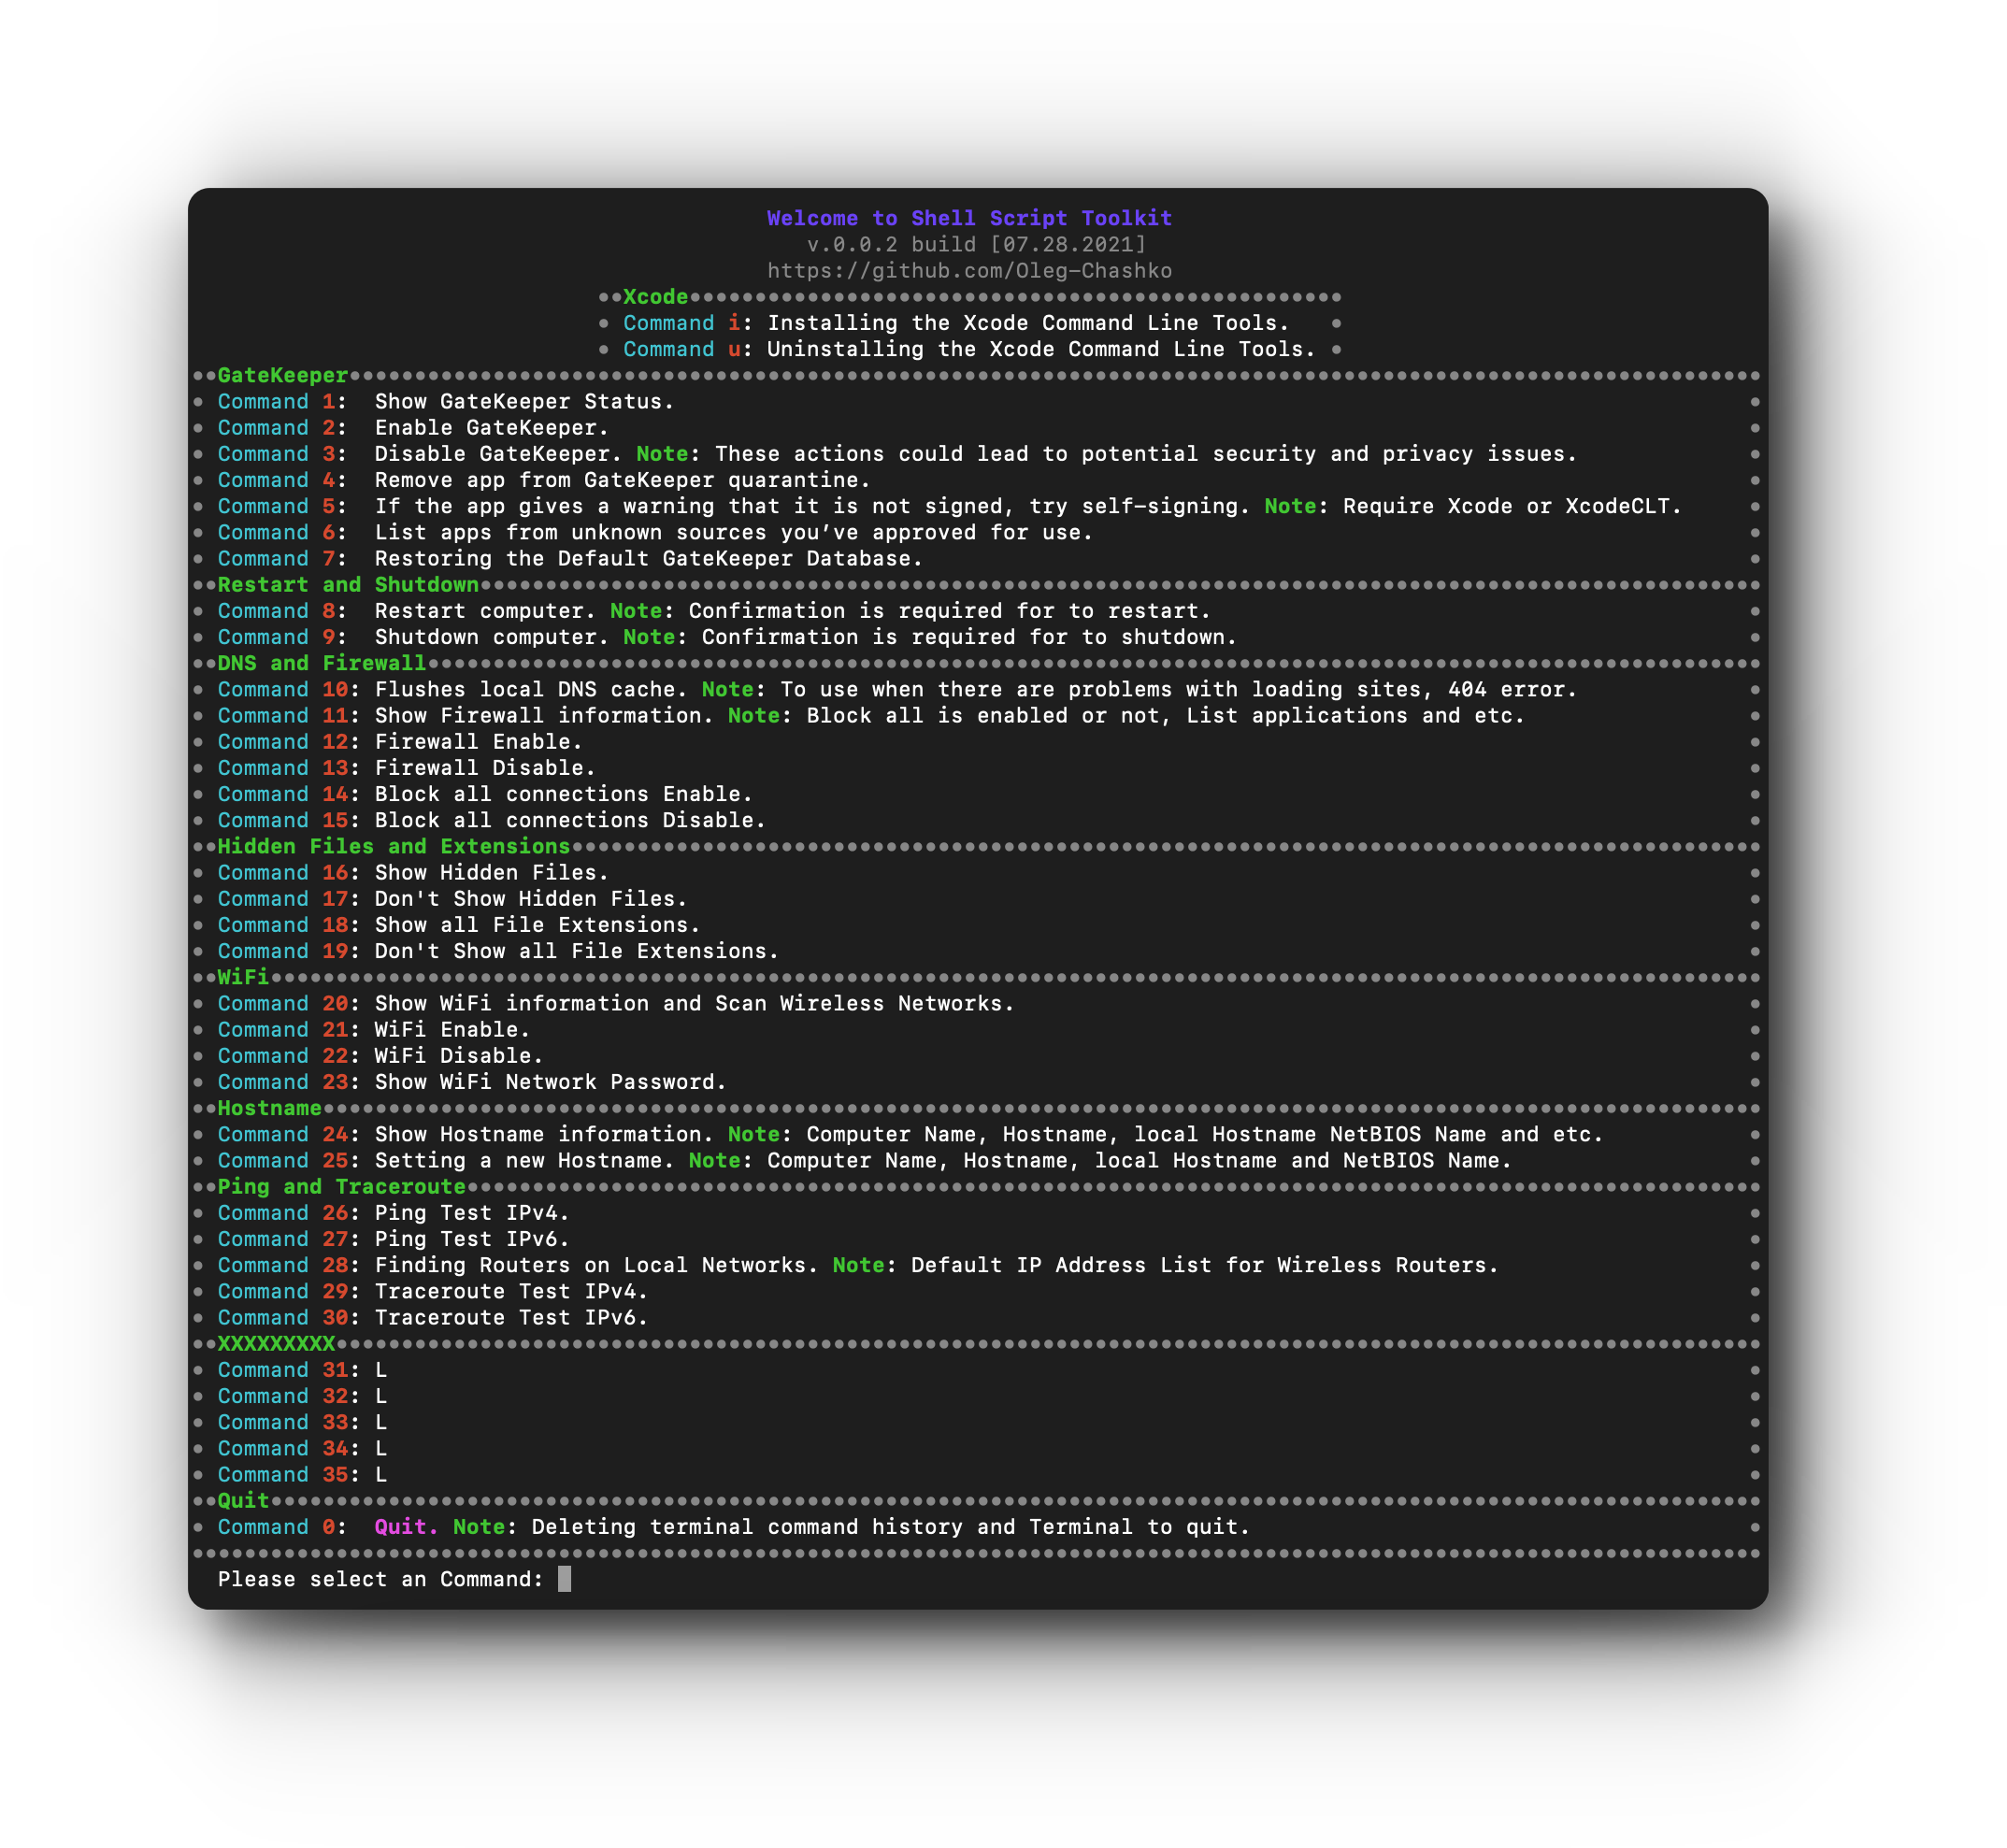 Welcome to Shell Script Toolkit
v.0.0.2 build [07.28.2021]
https://github.com/Oleg-Chashko
Xcode
Command i: Installing the Xcode Command Line Tools.
Command u: Uninstalling the Xcode Command Line Tools.
GateKeeper
Command 1: Show GateKeeper Status.
Command 2: Enable GateKeeper.
Command 3: Disable GateKeeper. Note: These actions could lead to potential security and privacy issues.
Command 4: Remove app from GateKeeper quarantine.
Command 5: If the app gives a warning that it is not signed, try self-signing. Note: Require Xcode or XcodeCLT.
Command 6: List apps from unknown sources you’ve approved for use.
Command 7: Restoring the Default GateKeeper Database.
Restart and Shutdown
Command 8: Restart computer. Note: Confirmation is required for to restart.
Command 9: Shutdown computer. Note: Confirmation is required for to shutdown.
DNS and Firewall
Command 10: Flushes local DNS cache. Note: To use when there are problems with loading sites, 404 error.
Command 11: Show Firewall information. Note: Block all is enabled or not, List applications and etc.
Command 12: Firewall Enable.
Command 13: Firewall Disable.
Command 14: Block all connections Enable.
Command 15: Block all connections Disable.
Hidden Files and Extensions
Command 16: Show Hidden Files.
Command 17: Don't Show Hidden Files.
Command 18: Show all File Extensions.
Command 19: Don't Show all File Extensions.
WiFi
Command 20: Show WiFi information and Scan Wireless Networks.
Command 21: WiFi Enable.
Command 22: WiFi Disable.
Command 23: Show WiFi Network Password.
Hostname
Command 24: Show Hostname information. Note: Computer Name, Hostname, local Hostname NetBIOS Name and etc.
Command 25: Setting a new Hostname. Note: Computer Name, Hostname, local Hostname and NetBIOS Name.
Ping and Traceroute
Command 26: Ping Test IPv4.
Command 27: Ping Test IPv6.
Command 28: Finding Routers on Local Networks. Note: Default IP Address List for Wireless Routers.
Command 29: Traceroute Test IPv4.
Command 30: Traceroute Test IPv6.
XXXXXXXXX
Command 31: L
Command 32: L
Command 33: L
Command 34: L
Command 35: L
Quit
Command 0: Quit. Note: Deleting terminal command history and Terminal to quit.
Please select an Command: